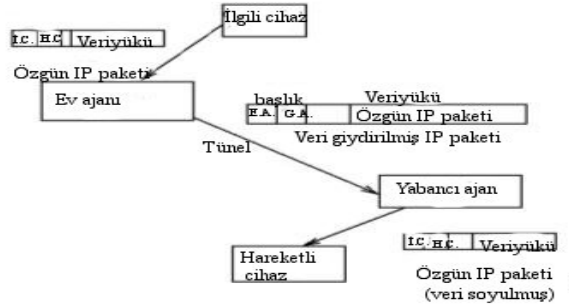 İlgili cihaz
İ.C. H.C Veriyükü
Özgün IP paketi
Ev ajanı
başlık Veriyükü
E.A. G.A. Özgün IP paketi
Veri giydirilmiş IP paketi
Tünel
Yabancı ajan
İ.C. H.C. Veriyükü
Hareketli
cihaz
Özgün IP paketi
(veri soyulmuş)